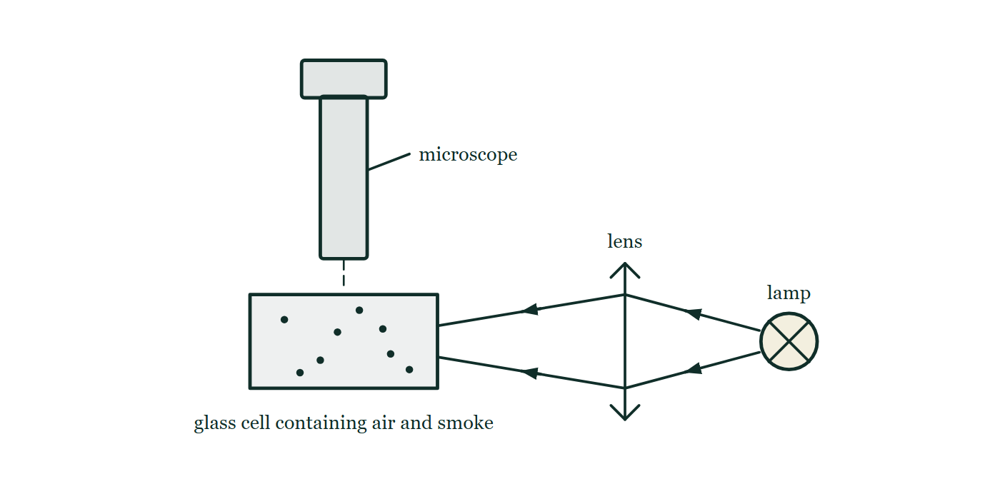 microscope
lens
lamp
glass cell containing air and smoke